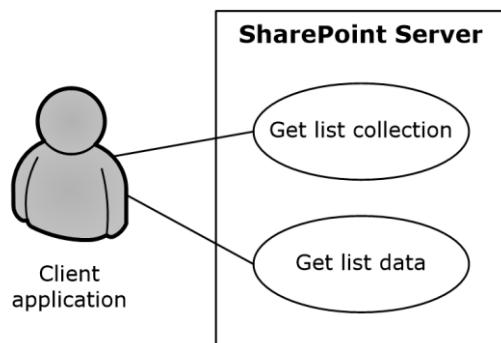 SharePoint Server
Get list collection
Get list data
Client
application